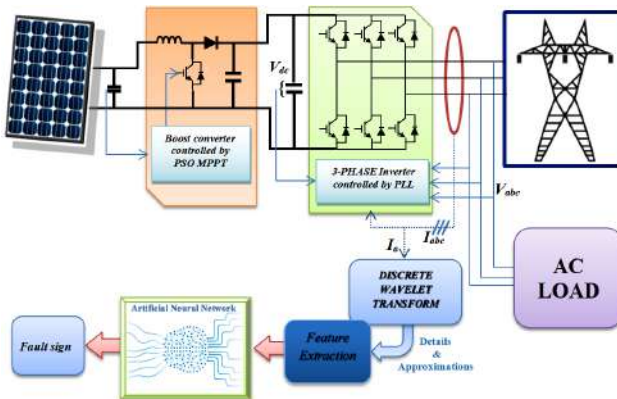 V_dc
Boost converter
controlled by
PSO MPPT
3-PHASE Inverter
controlled by PLL
V_abc
I_a
I_abc
AC
LOAD
DISCRETE
WAVELET
TRANSFORM
Artificial Neural Network
Fault sign
Feature
Extraction
Details
&
Approximations